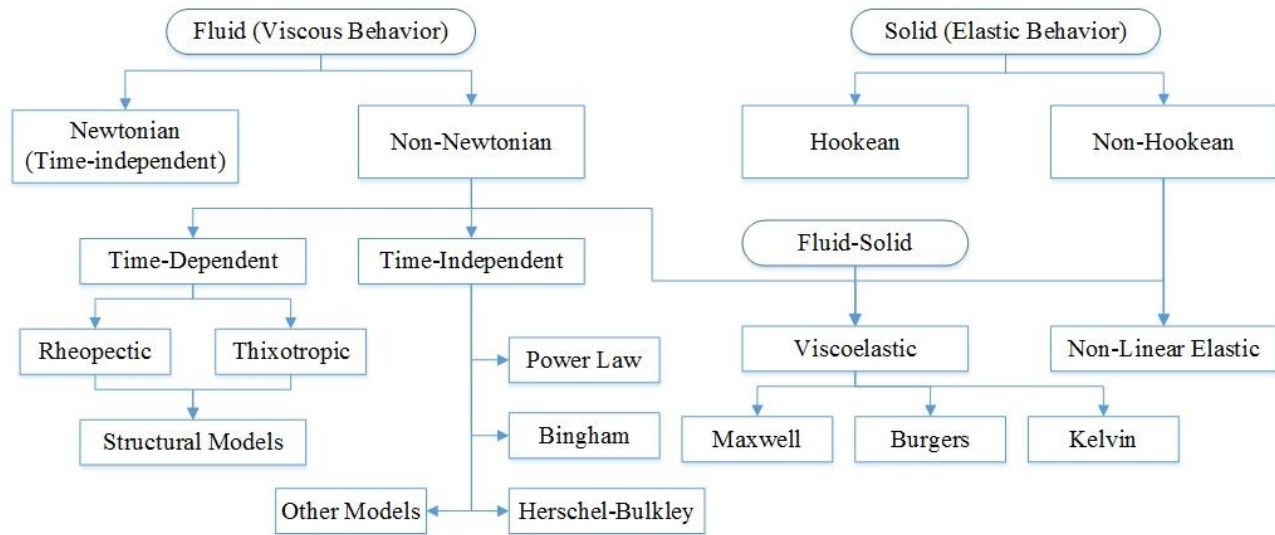 Fluid (Viscous Behavior)
Solid (Elastic Behavior)
Newtonian
(Time-independent)
Non-Newtonian
Hookean
Non-Hookean
Fluid-Solid
Time-Dependent
Time-Independent
Rheopectic
Thixotropic
Power Law
Viscoelastic
Non-Linear Elastic
Structural Models
Bingham
Maxwell
Burgers
Kelvin
Other Models
Herschel-Bulkley